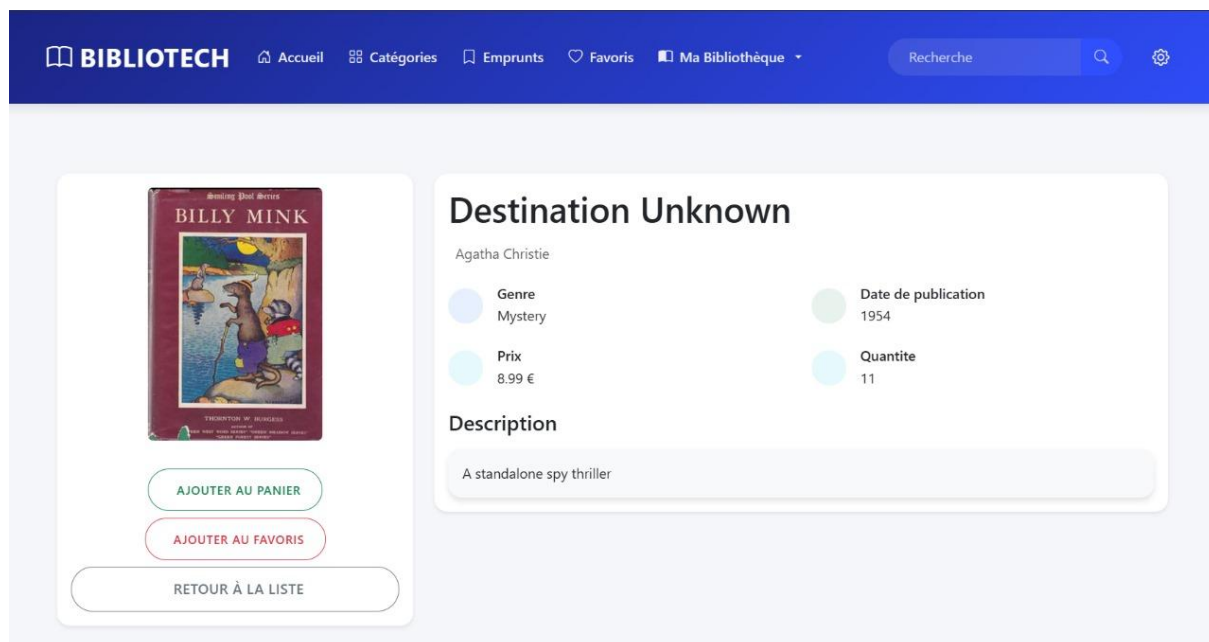 BIBLIOTECH Accueil Catégories Emprunts Favoris Ma Bibliothèque Recherche
Smiling Pool Series
BILLY MINK
THORNTON W. BURGESS
AUTHOR OF
AJOUTER AU PANIER
AJOUTER AU FAVORIS
RETOUR À LA LISTE
Destination Unknown
Agatha Christie
Genre
Mystery
Date de publication
1954
Prix
8.99 €
Quantite
11
Description
A standalone spy thriller